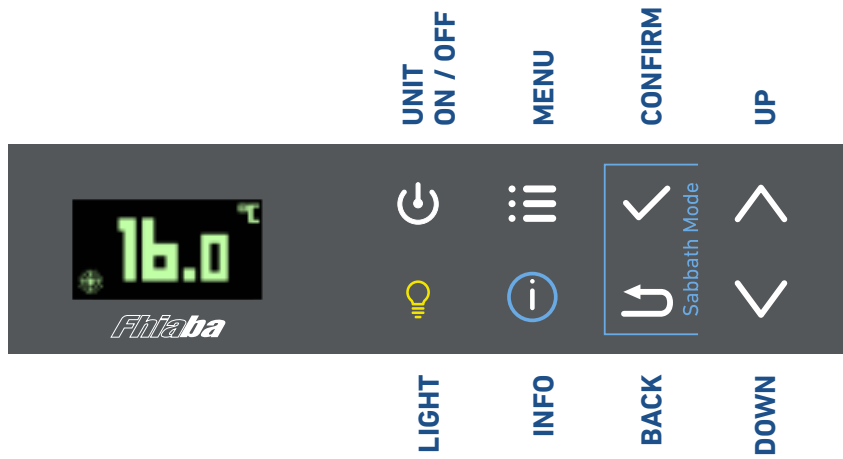 UNIT
ON / OFF
MENU
CONFIRM
UP
16.0
°C
Sabbath Mode
i
Fhiaba
LIGHT
INFO
BACK
DOWN